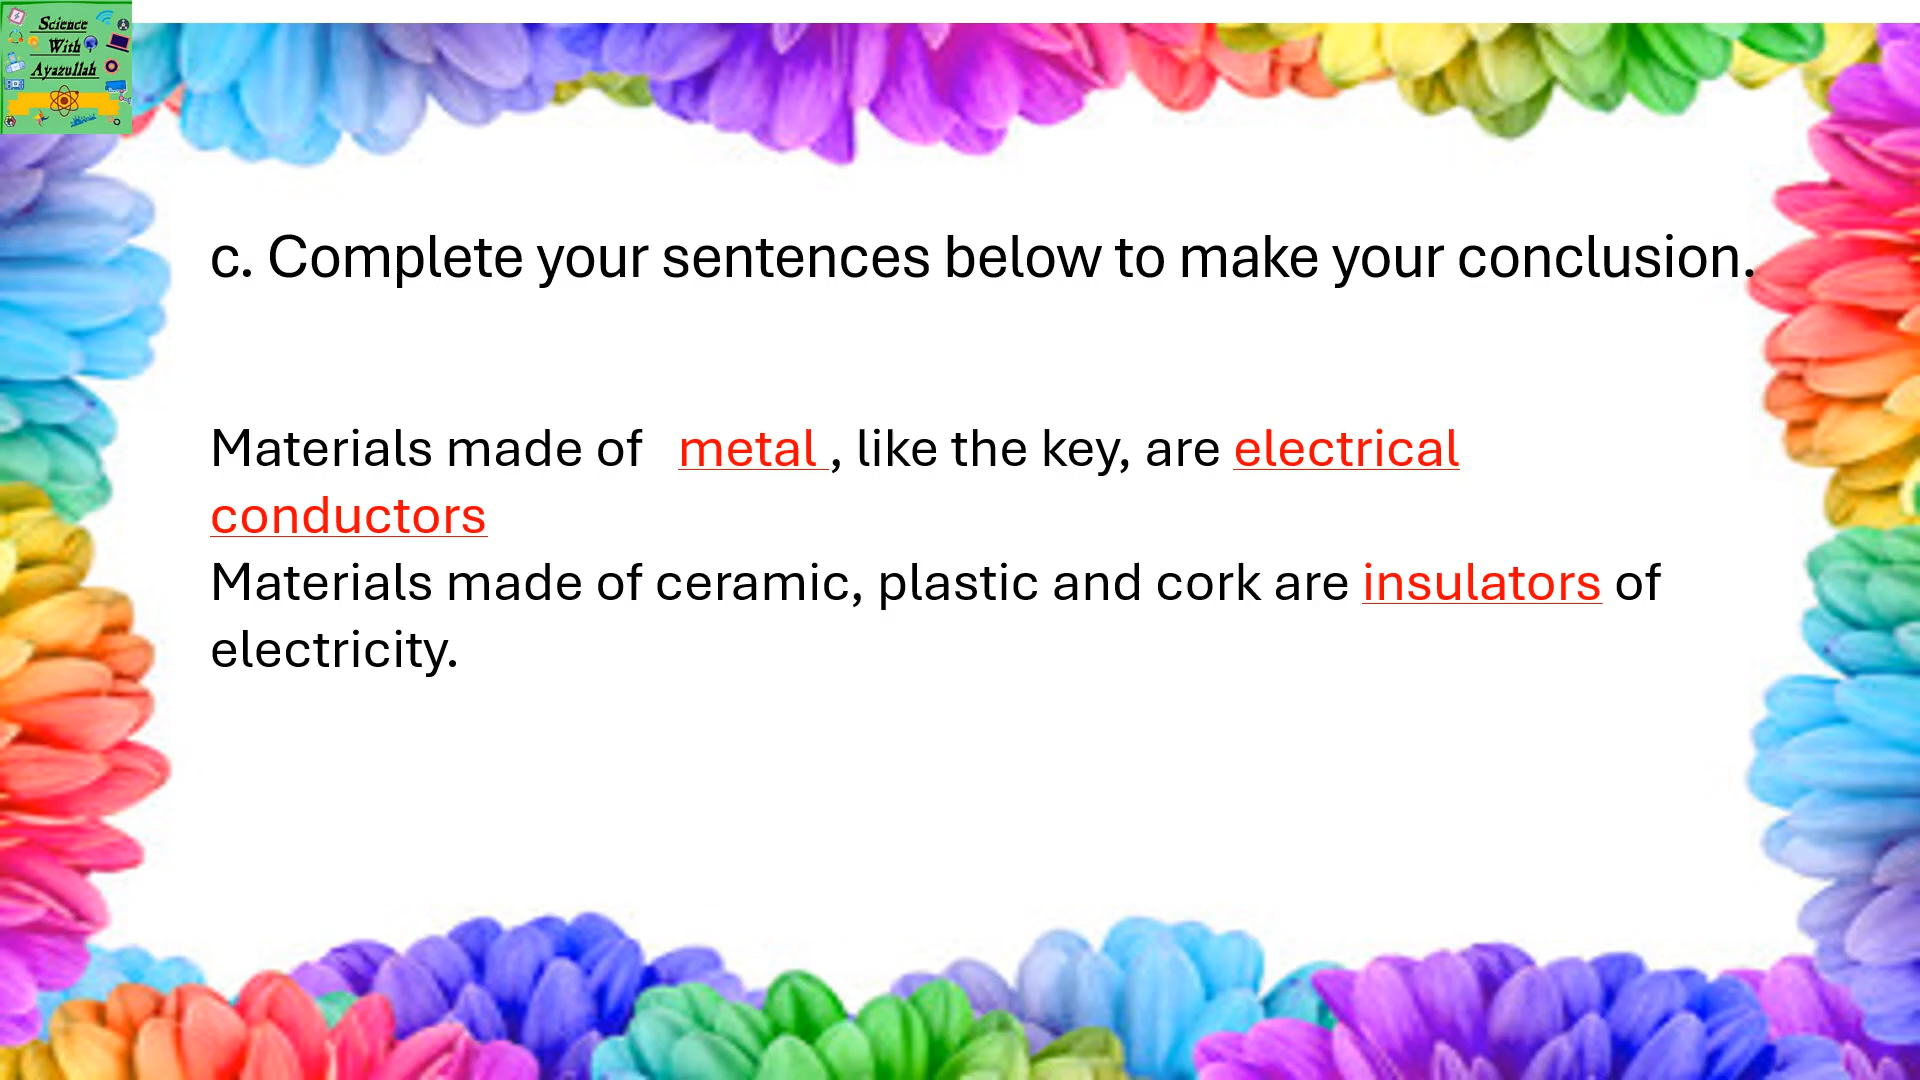 Science
With
Ayazullah
c. Complete your sentences below to make your conclusion.
Materials made of metal , like the key, are electrical
conductors
Materials made of ceramic, plastic and cork are insulators of
electricity.